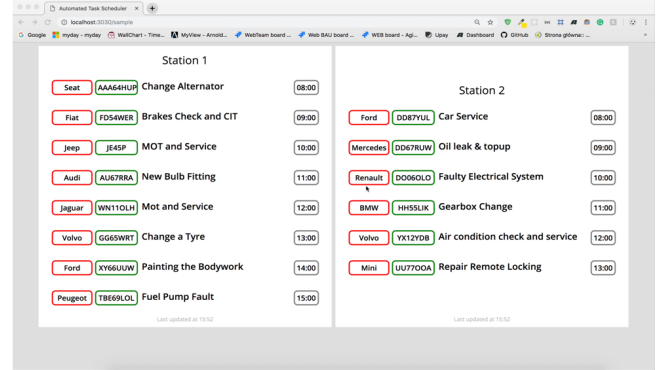 Automated Task Scheduler
localhost:3030/sample
Google
myday - myday
WallChart - Time...
MyView – Arnold...
WebTeam board ...
Web BAU board ...
WEB board - Agi...
Upay
Dashboard
GitHub
Strona główna:: ...
Station 1
Seat AAA64HUP Change Alternator 08:00
Fiat FD54WER Brakes Check and CIT 09:00
Jeep JE45P MOT and Service 10:00
Audi AU67RRA New Bulb Fitting 11:00
Jaguar WN11OLH Mot and Service 12:00
Volvo GG65WRT Change a Tyre 13:00
Ford XY66UUW Painting the Bodywork 14:00
Peugeot TBE69LOL Fuel Pump Fault 15:00
Last updated at 15:52
Station 2
Ford DD87YUL Car Service 08:00
Mercedes DD67RUW Oil leak & topup 09:00
Renault DO06OLO Faulty Electrical System 10:00
BMW HH55LIK Gearbox Change 11:00
Volvo YX12YDB Air condition check and service 12:00
Mini UU77OOA Repair Remote Locking 13:00
Last updated at 15:52